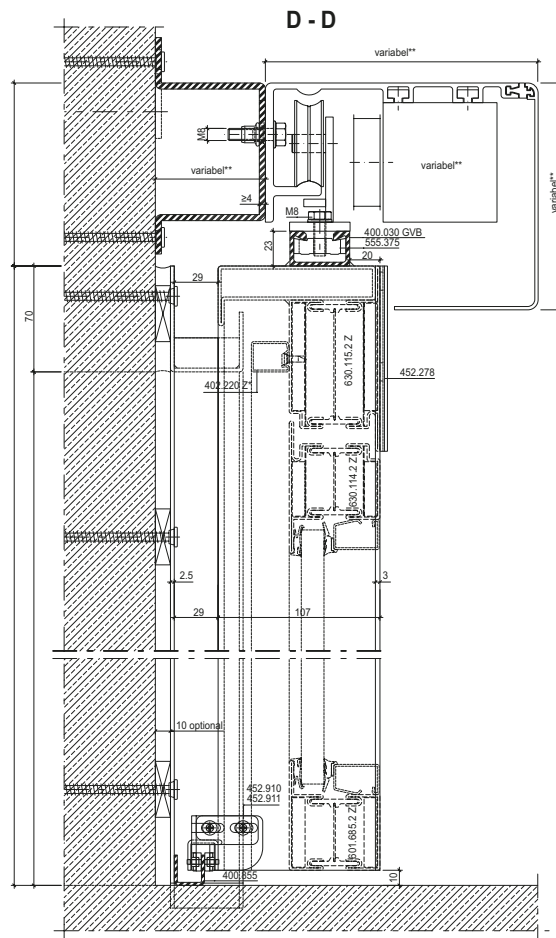 D - D
variabel**
M8
variabel**
variabel**
variabel**
≥4
M8
400.030 GVB
23
555.375
20
29
70
630.115.2 Z
452.278
402.220 Z*
630.114.2 Z
2.5
3
29
107
10 optional
452.910
452.911
601.685.2 Z
400.855
10